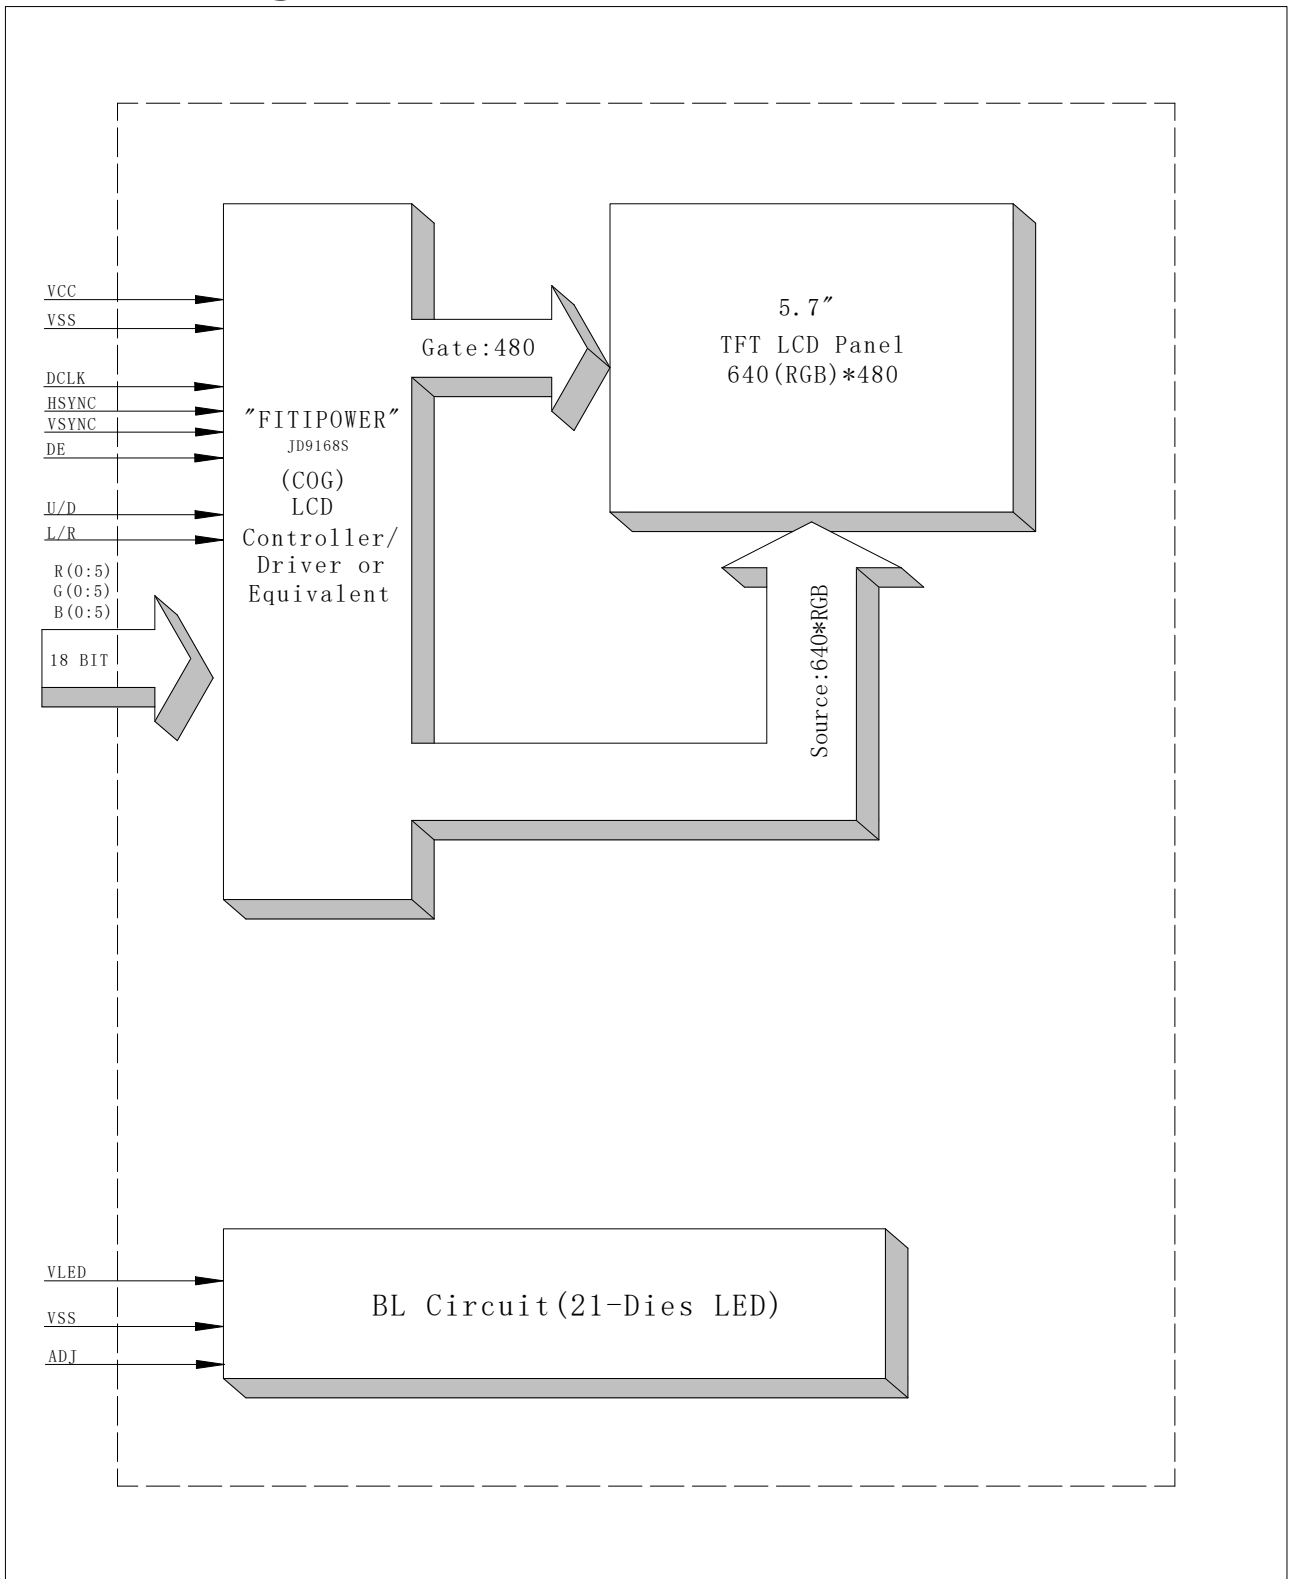 VCC
VSS
DCLK
HSYNC
VSYNC
DE
U/D
L/R
R(0:5)
G(0:5)
B(0:5)
18 BIT
"FITIPOWER"
JD9168S
(COG)
LCD
Controller/
Driver or
Equivalent
Gate:480
5.7"
TFT LCD Panel
640(RGB)*480
Source:640*RGB
VLED
VSS
ADJ
BL Circuit(21-Dies LED)